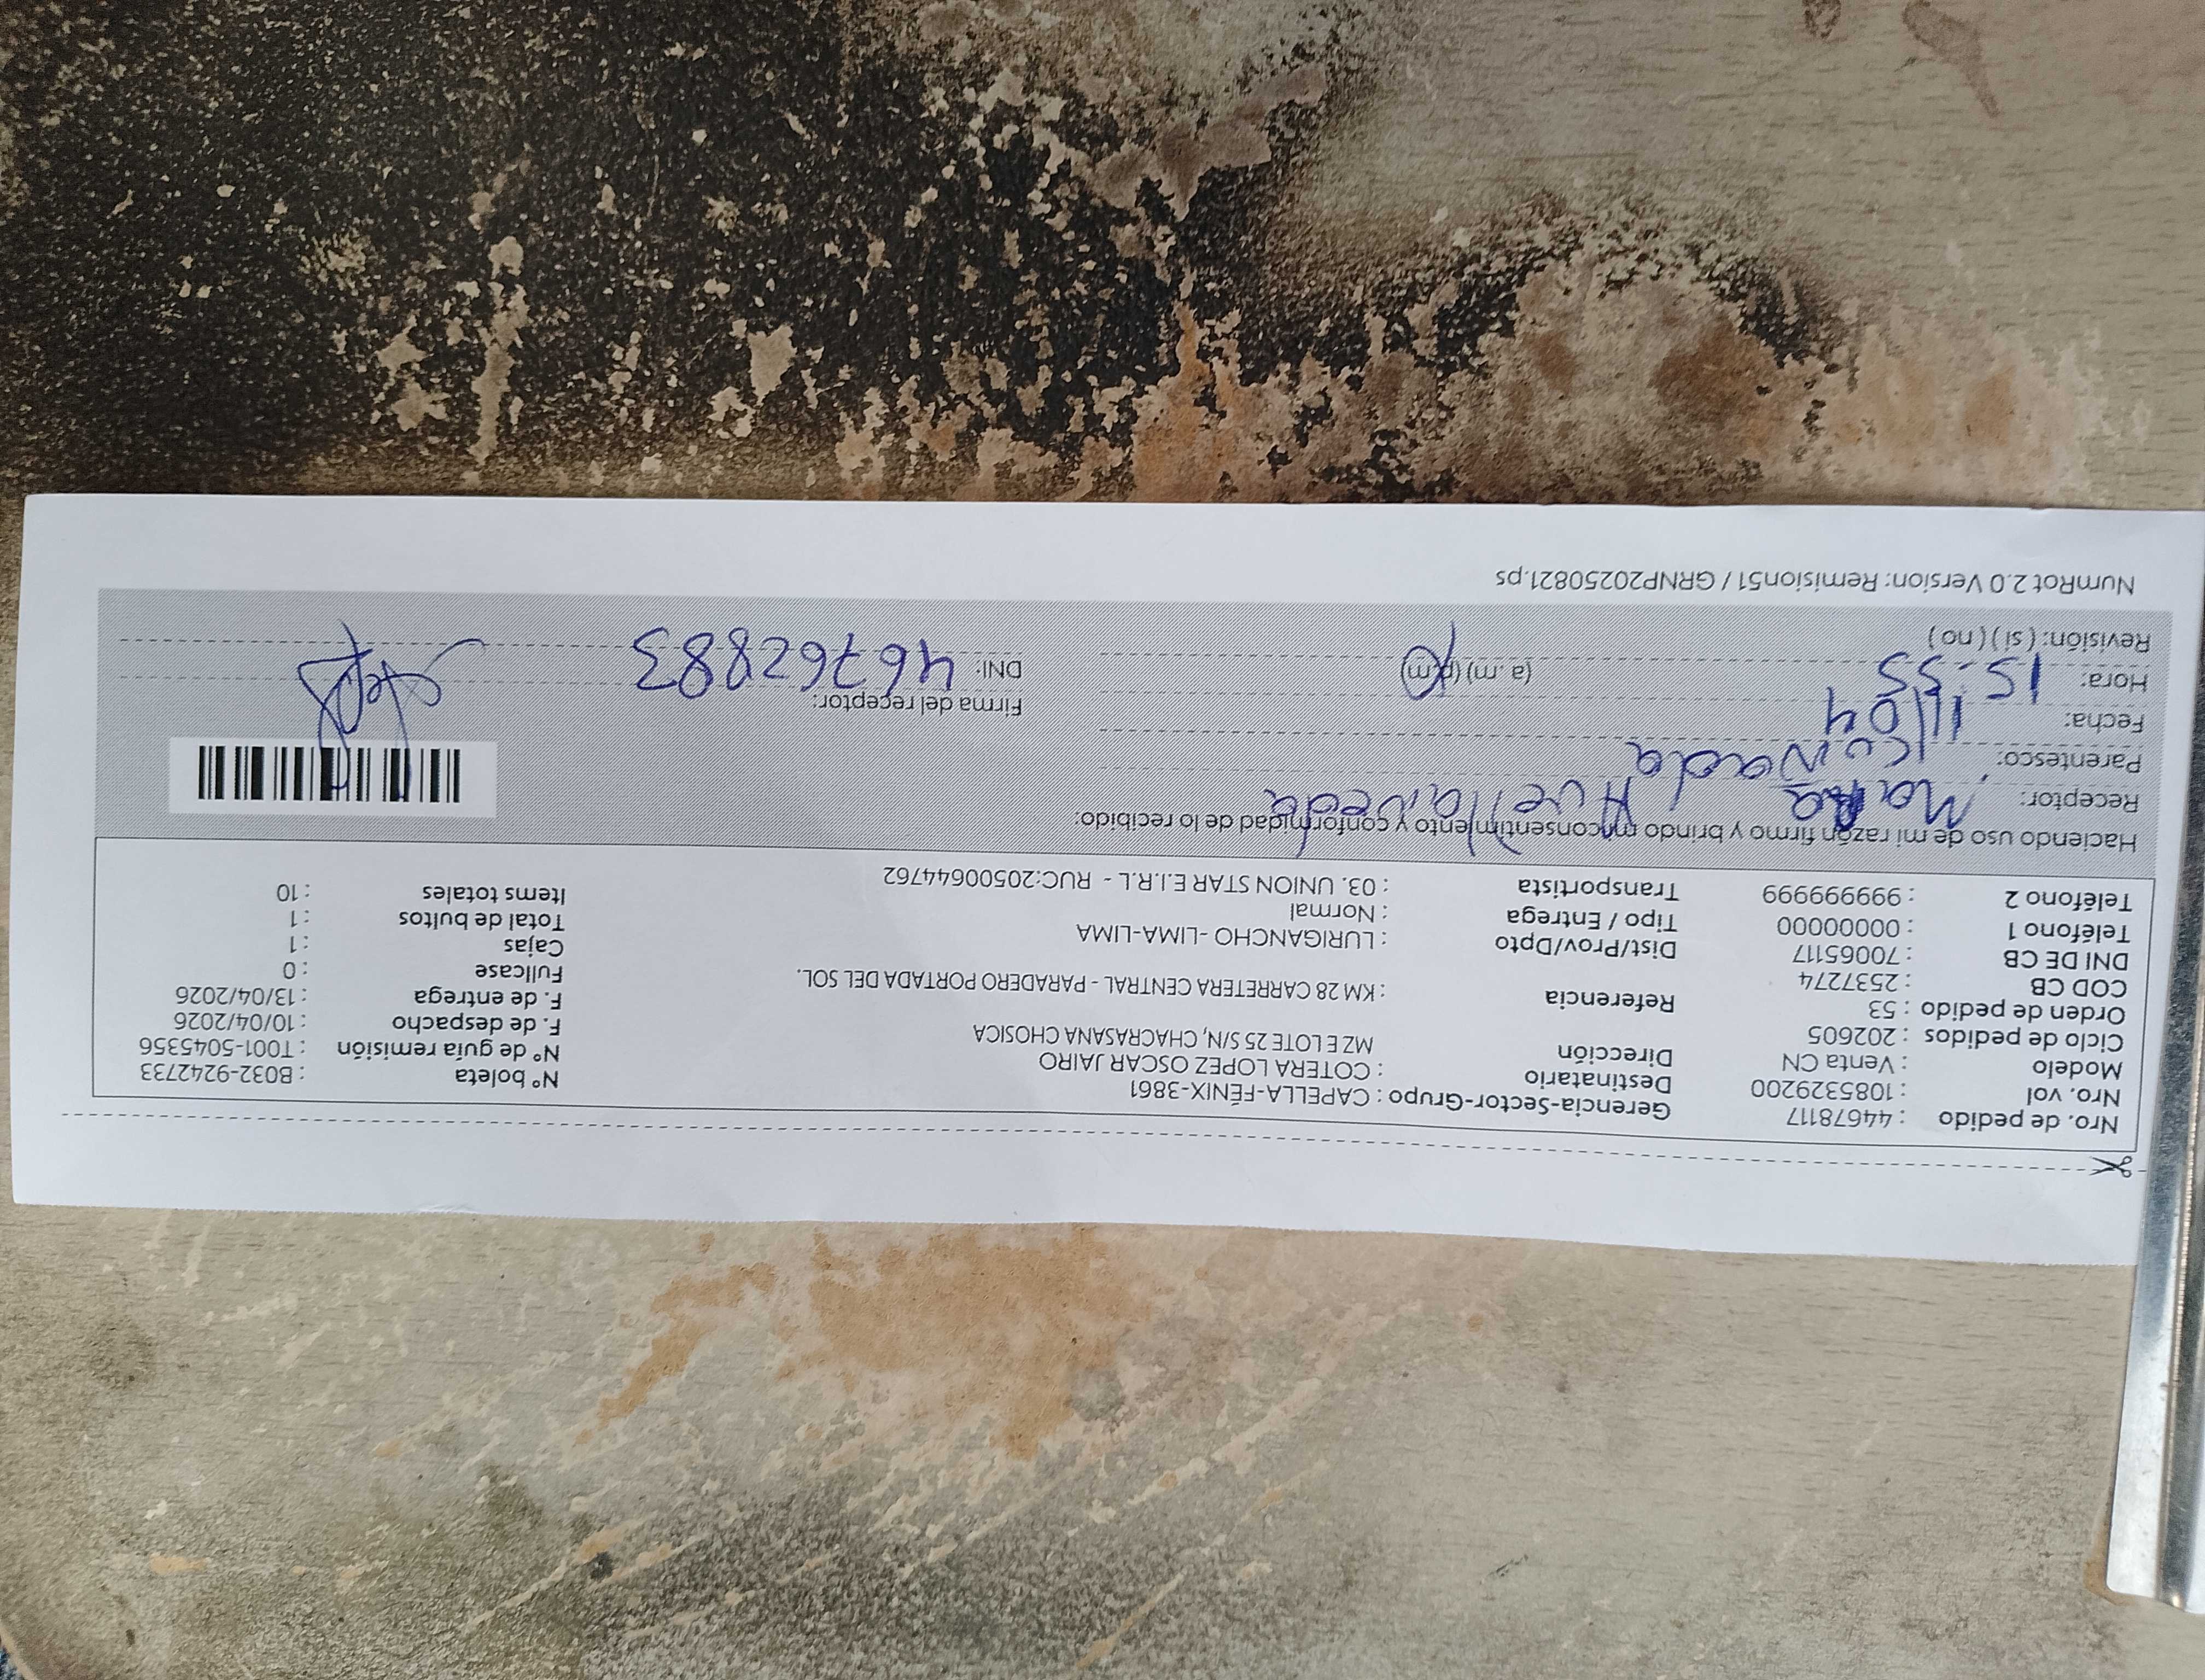 Nro. de pedido : 44678117 Gerencia-Sector-Grupo : CAPELLA-FÉNIX-3861 N° boleta : B032-9242733
Nro. vol : 1085329200 Destinatario : COTERA LOPEZ OSCAR JAIRO N° de guía remisión : T001-5045356
Modelo : Venta CN Dirección MZ E LOTE 25 S/N, CHACRASANA CHOSICA F. de despacho : 10/04/2026
Ciclo de pedidos : 202605 F. de entrega : 13/04/2026
Orden de pedido : 53 Referencia : KM 28 CARRETERA CENTRAL - PARADERO PORTADA DEL SOL. Fullcase : 0
COD CB : 2537274 Cajas : 1
DNI DE CB : 70065117 Dist/Prov/Dpto : LURIGANCHO -LIMA-LIMA Total de bultos : 1
Teléfono 1 : 00000000 Tipo / Entrega : Normal Items totales : 10
Teléfono 2 : 999999999 Transportista : 03. UNION STAR E.I.R.L - RUC:20500644762
Haciendo uso de mi razón firmo y brindo mi consentimiento y conformidad de lo recibido:
Receptor:
Parentesco: Cuñada
Fecha: 11/04 Firma del receptor:
Hora: 15:55 (a. m) (p.m) DNI: 46762883
Revisión: ( si ) ( no )
NumRot 2.0 Version: Remision51 / GRNP20250821.ps